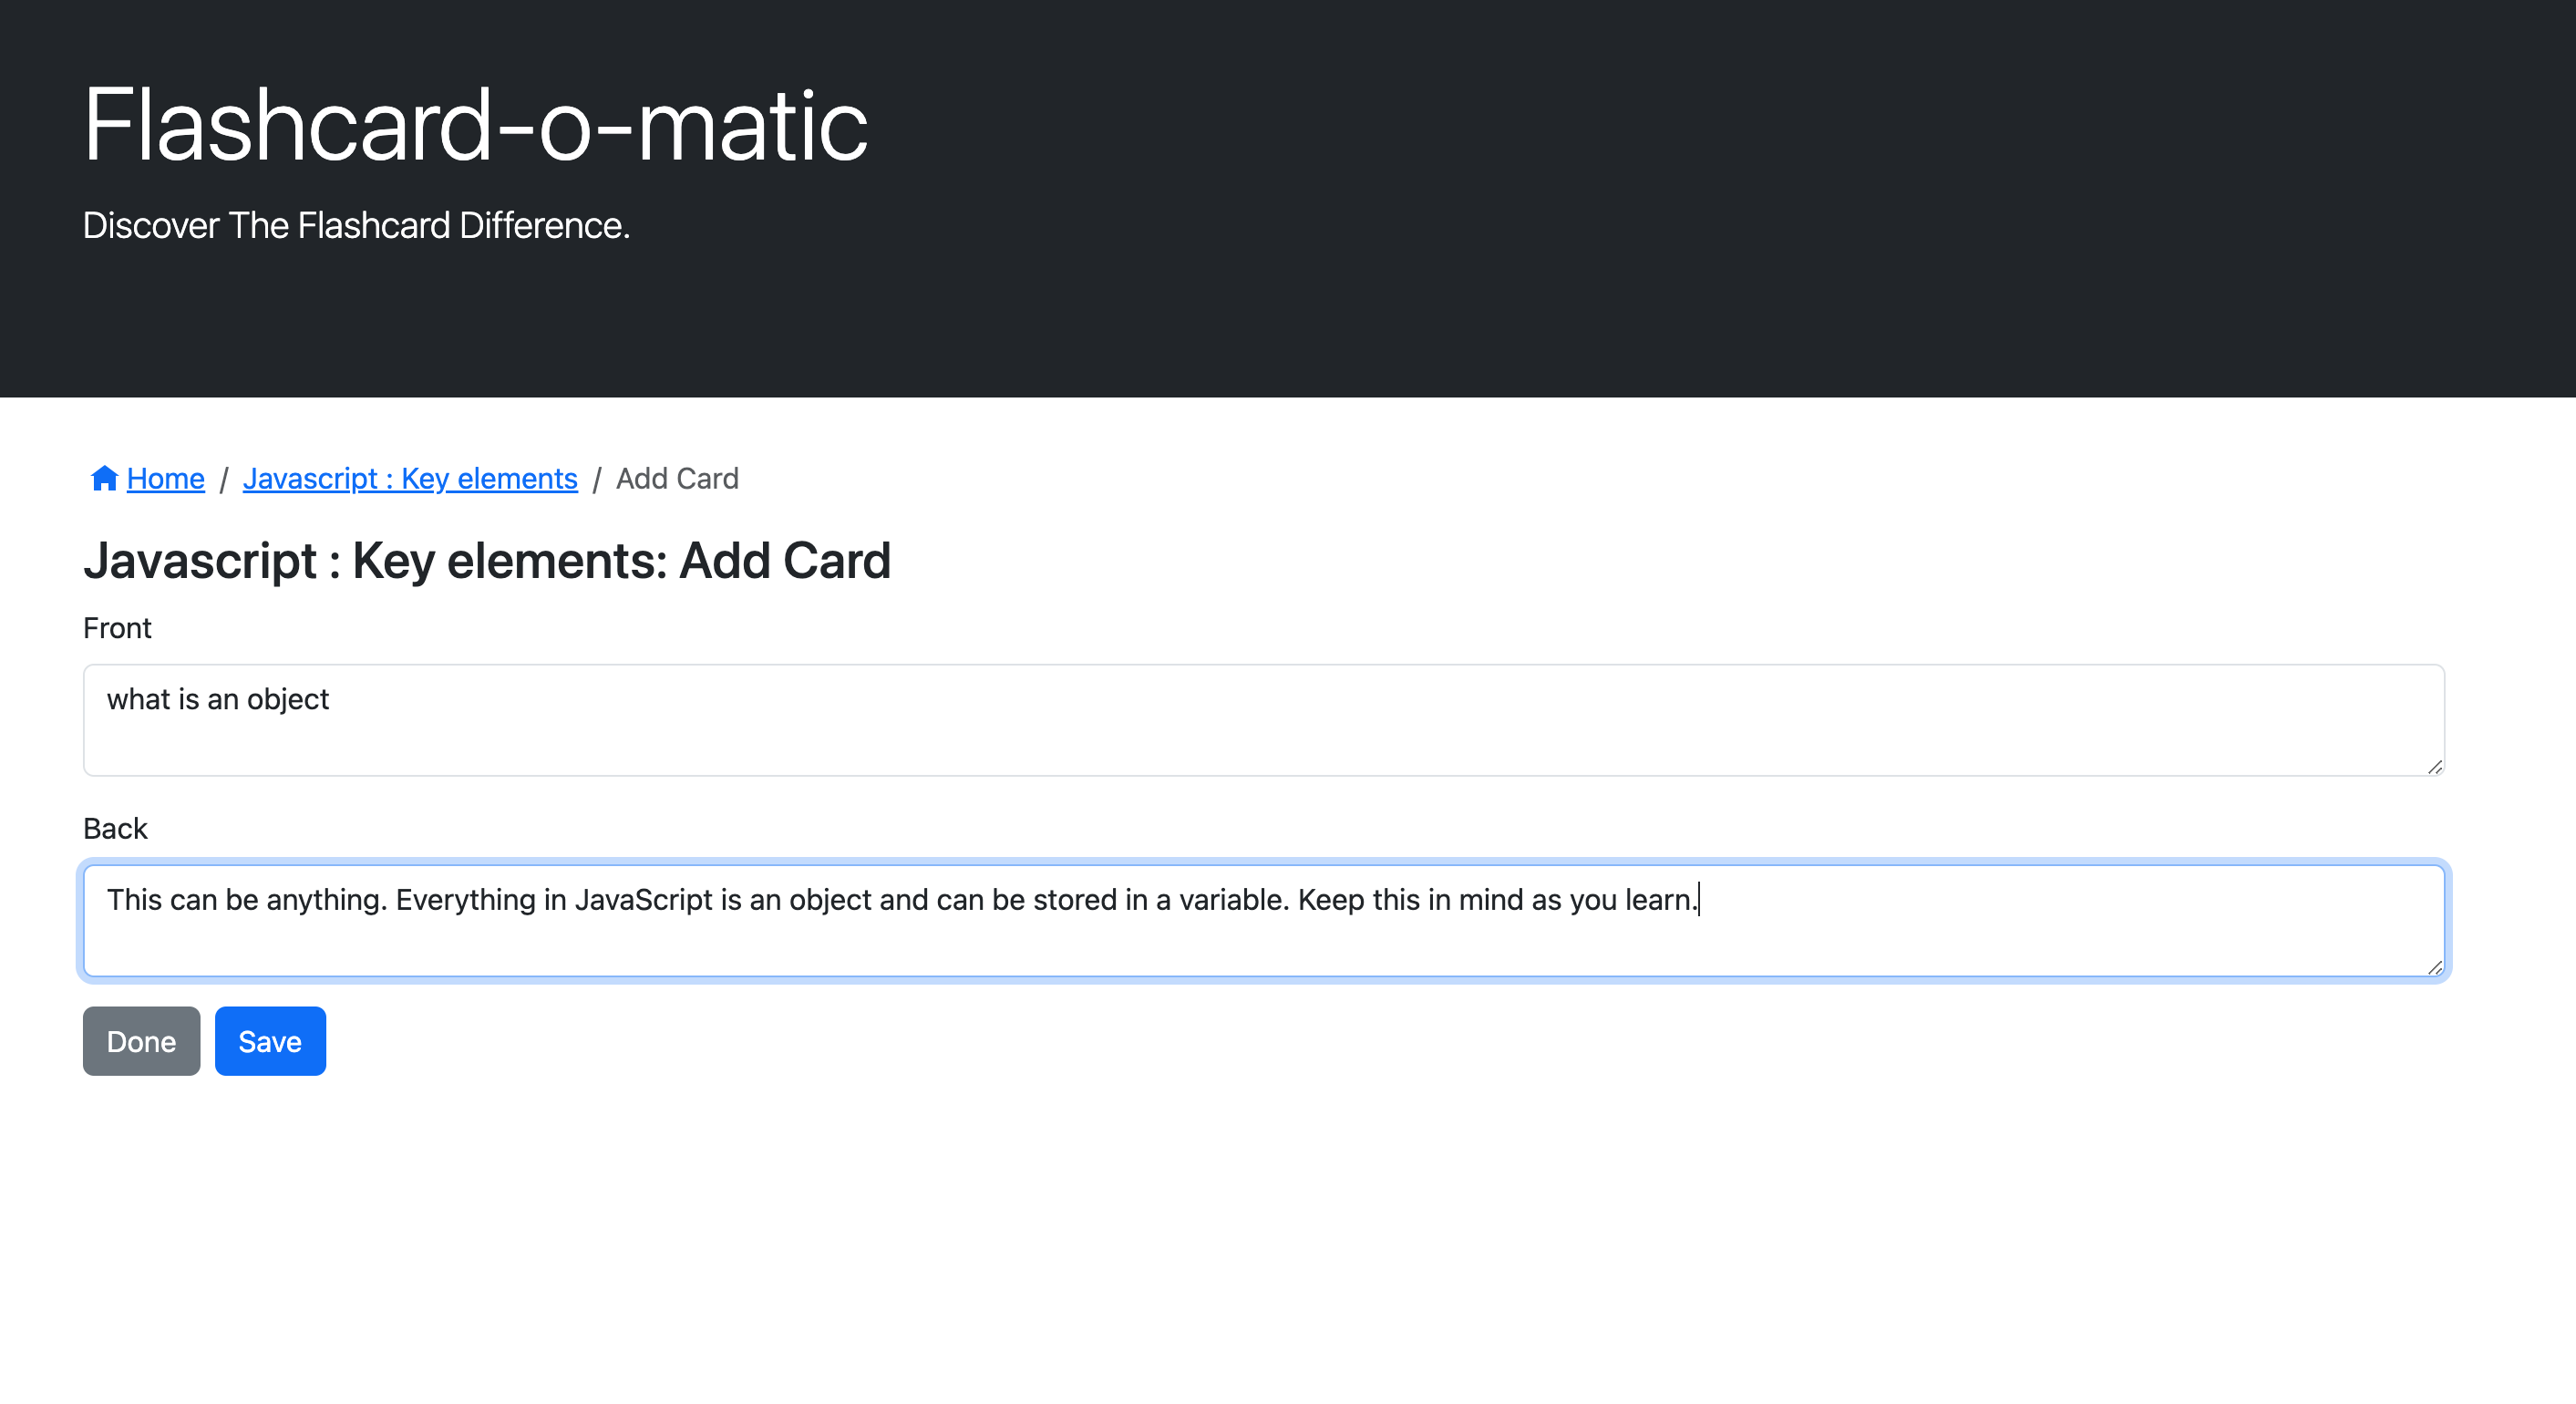 Flashcard-o-matic
Discover The Flashcard Difference.
Home / Javascript : Key elements / Add Card
Javascript : Key elements: Add Card
Front
what is an object
Back
This can be anything. Everything in JavaScript is an object and can be stored in a variable. Keep this in mind as you learn.
Done Save